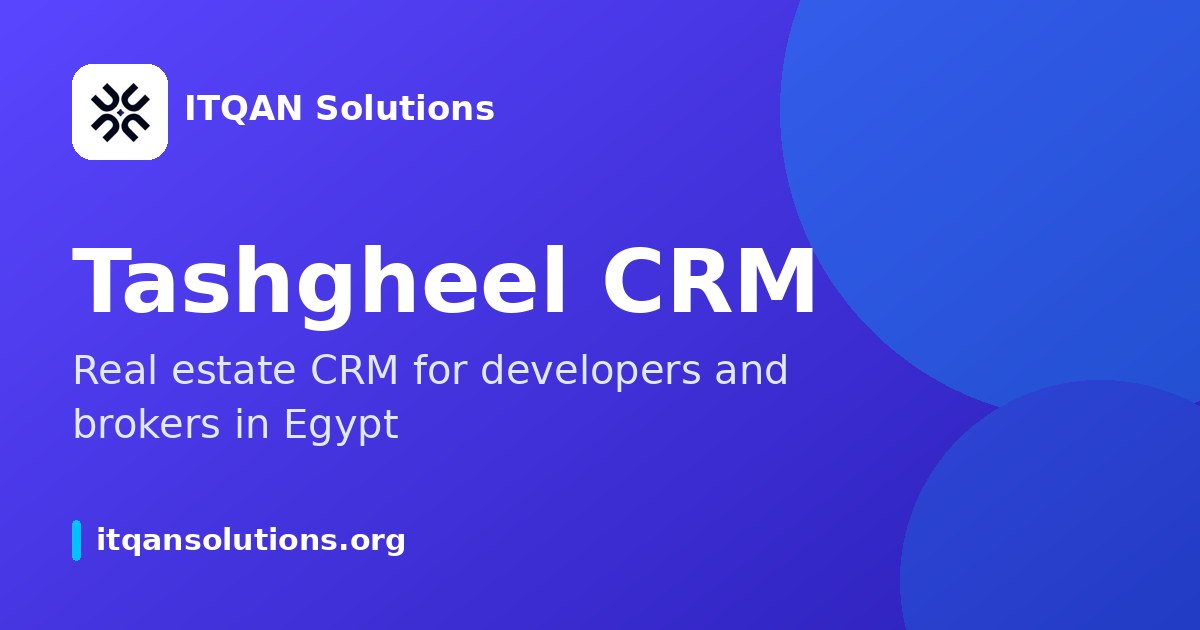 ITQAN Solutions
Tashgheel CRM
Real estate CRM for developers and
brokers in Egypt
itqansolutions.org